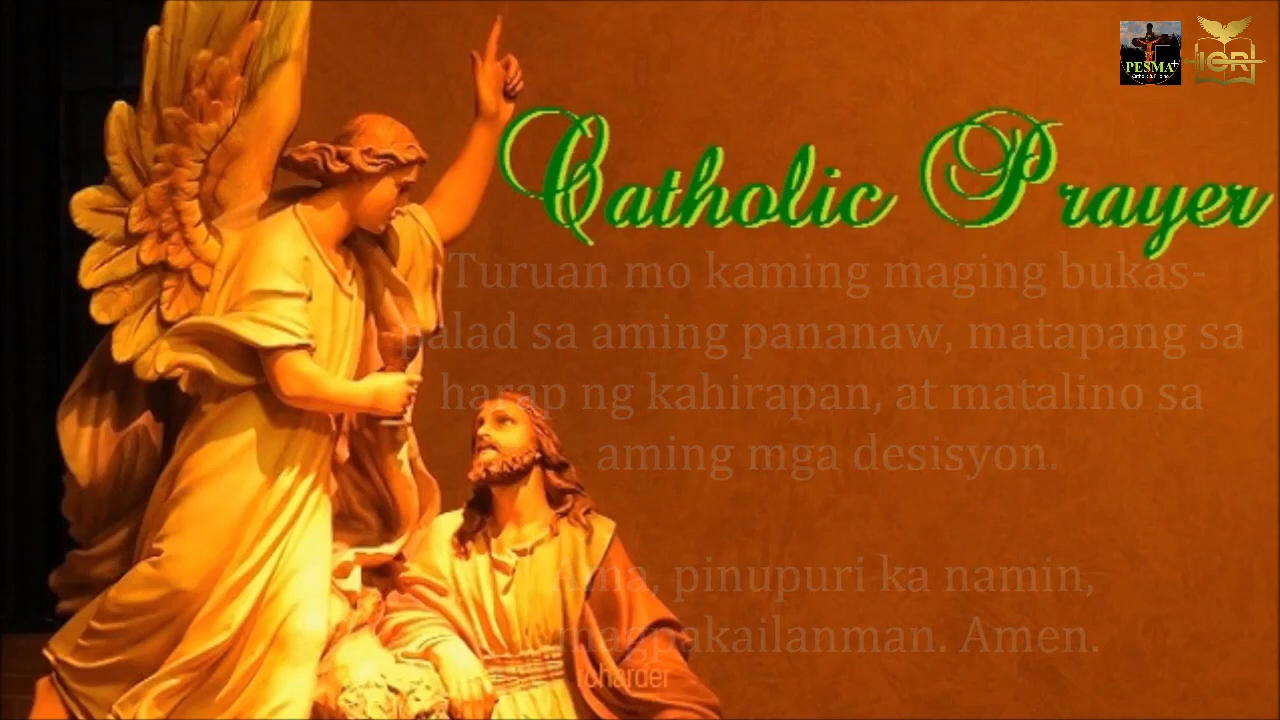 PESMA
IGRI
Catholic Prayer
Turuan mo kaming maging bukas-
palad sa aming pananaw, matapang sa
harap ng kahirapan, at matalino sa
aming mga desisyon.
Ama, pinupuri ka namin,
magpakailanman. Amen.